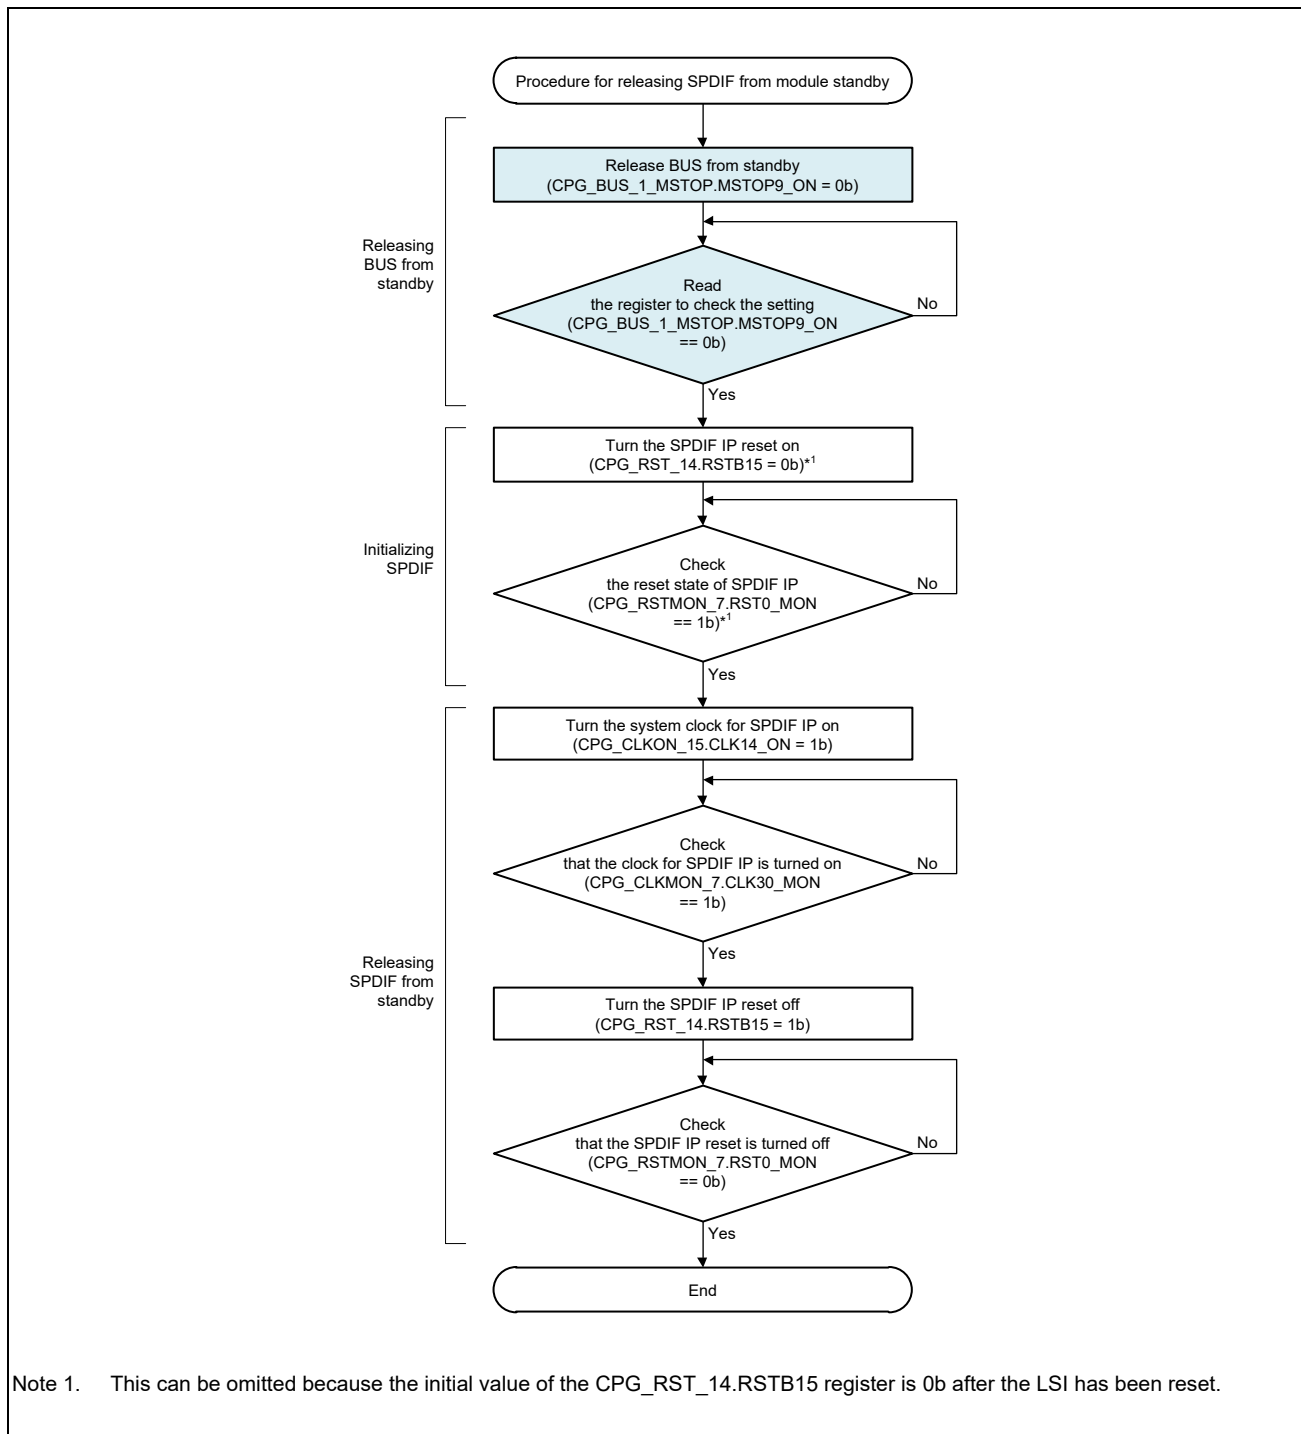 Procedure for releasing SPDIF from module standby
Release BUS from standby
(CPG_BUS_1_MSTOP.MSTOP9_ON = 0b)
Releasing
BUS from
standby
Read
the register to check the setting
(CPG_BUS_1_MSTOP.MSTOP9_ON
== 0b)
No
Yes
Turn the SPDIF IP reset on
(CPG_RST_14.RSTB15 = 0b)*1
Initializing
SPDIF
Check
the reset state of SPDIF IP
(CPG_RSTMON_7.RST0_MON
== 1b)*1
No
Yes
Turn the system clock for SPDIF IP on
(CPG_CLKON_15.CLK14_ON = 1b)
Check
that the clock for SPDIF IP is turned on
(CPG_CLKMON_7.CLK30_MON
== 1b)
No
Yes
Releasing
SPDIF from
standby
Turn the SPDIF IP reset off
(CPG_RST_14.RSTB15 = 1b)
Check
that the SPDIF IP reset is turned off
(CPG_RSTMON_7.RST0_MON
== 0b)
No
Yes
End
Note 1. This can be omitted because the initial value of the CPG_RST_14.RSTB15 register is 0b after the LSI has been reset.